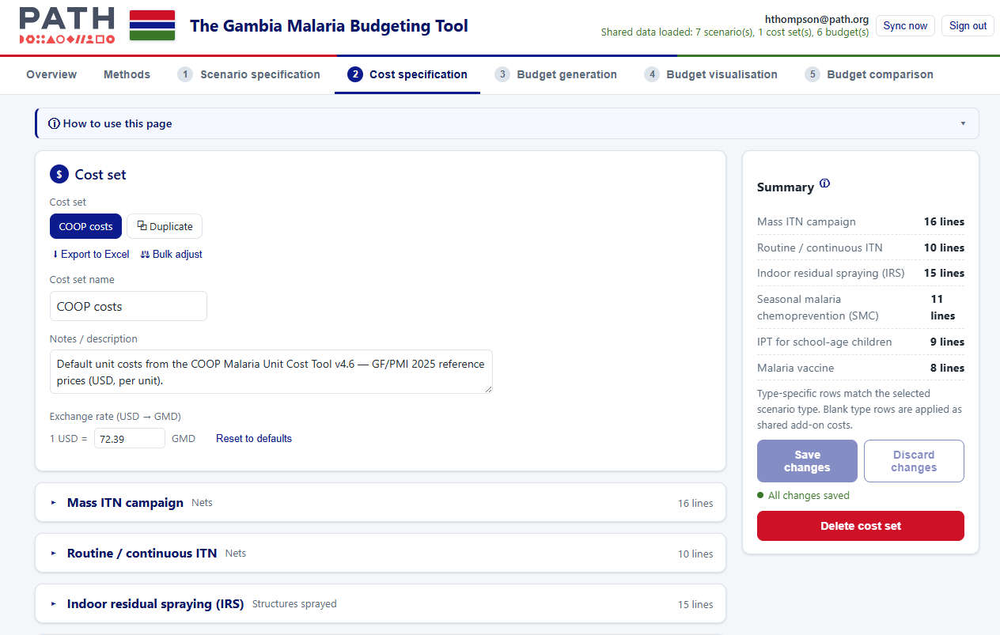 PATH
The Gambia Malaria Budgeting Tool
hthompson@path.org
Shared data loaded: 7 scenario(s), 1 cost set(s), 6 budget(s)
Sync now
Sign out
Overview
Methods
1 Scenario specification
2 Cost specification
3 Budget generation
4 Budget visualisation
5 Budget comparison
How to use this page
$ Cost set
Cost set
COOP costs
Duplicate
Export to Excel
Bulk adjust
Cost set name
COOP costs
Notes / description
Default unit costs from the COOP Malaria Unit Cost Tool v4.6 — GF/PMI 2025 reference
prices (USD, per unit).
Exchange rate (USD → GMD)
1 USD = 72.39 GMD
Reset to defaults
Mass ITN campaign Nets 16 lines
Routine / continuous ITN Nets 10 lines
Indoor residual spraying (IRS) Structures sprayed 15 lines
Summary
Mass ITN campaign 16 lines
Routine / continuous ITN 10 lines
Indoor residual spraying (IRS) 15 lines
Seasonal malaria 11
chemoprevention (SMC) lines
IPT for school-age children 9 lines
Malaria vaccine 8 lines
Type-specific rows match the selected
scenario type. Blank type rows are applied as
shared add-on costs.
Save
changes
Discard
changes
All changes saved
Delete cost set